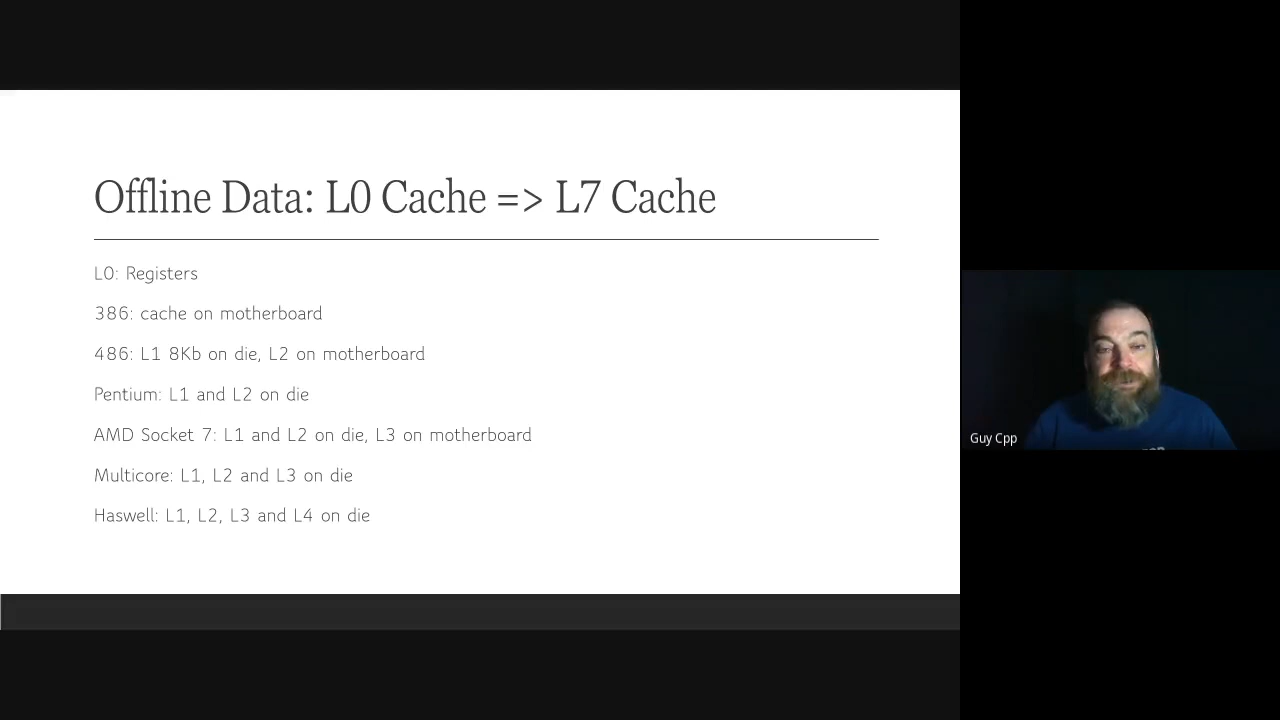 Offline Data: L0 Cache => L7 Cache
L0: Registers
386: cache on motherboard
486: L1 8Kb on die, L2 on motherboard
Pentium: L1 and L2 on die
AMD Socket 7: L1 and L2 on die, L3 on motherboard
Multicore: L1, L2 and L3 on die
Haswell: L1, L2, L3 and L4 on die
Guy Cpp